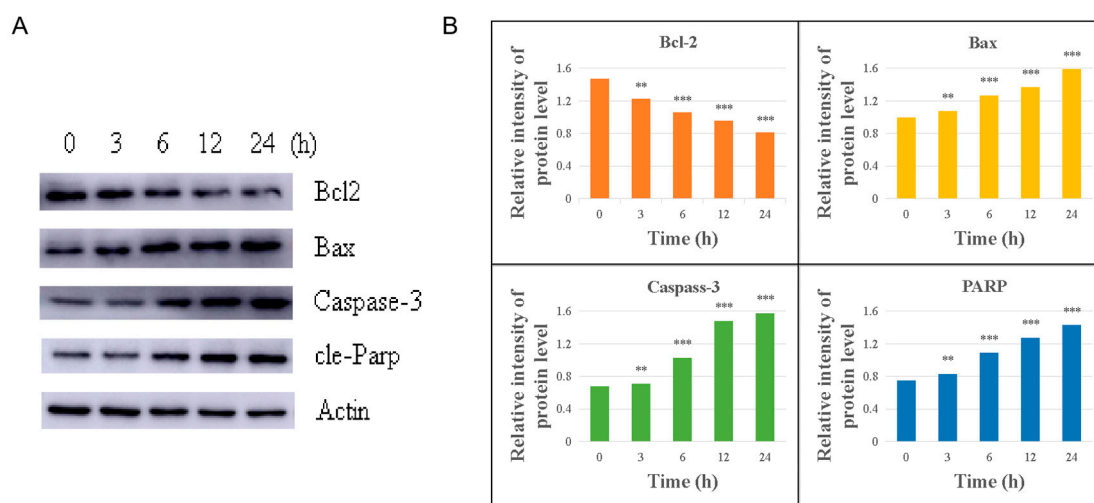 A
0 3 6 12 24 (h)
Bcl2
Bax
Caspase-3
cle-Parp
Actin
B
Bcl-2
Relative intensity of
protein level
1.6
1.2
0.8
0.4
0
** *** *** ***
0 3 6 12 24
Time (h)
Bax
Relative intensity of
protein level
1.6
1.2
0.8
0.4
0
** *** *** ***
0 3 6 12 24
Time (h)
Caspass-3
Relative intensity of
protein level
1.6
1.2
0.8
0.4
0
** *** *** ***
0 3 6 12 24
Time (h)
PARP
Relative intensity of
protein level
1.6
1.2
0.8
0.4
0
** *** *** ***
0 3 6 12 24
Time (h)